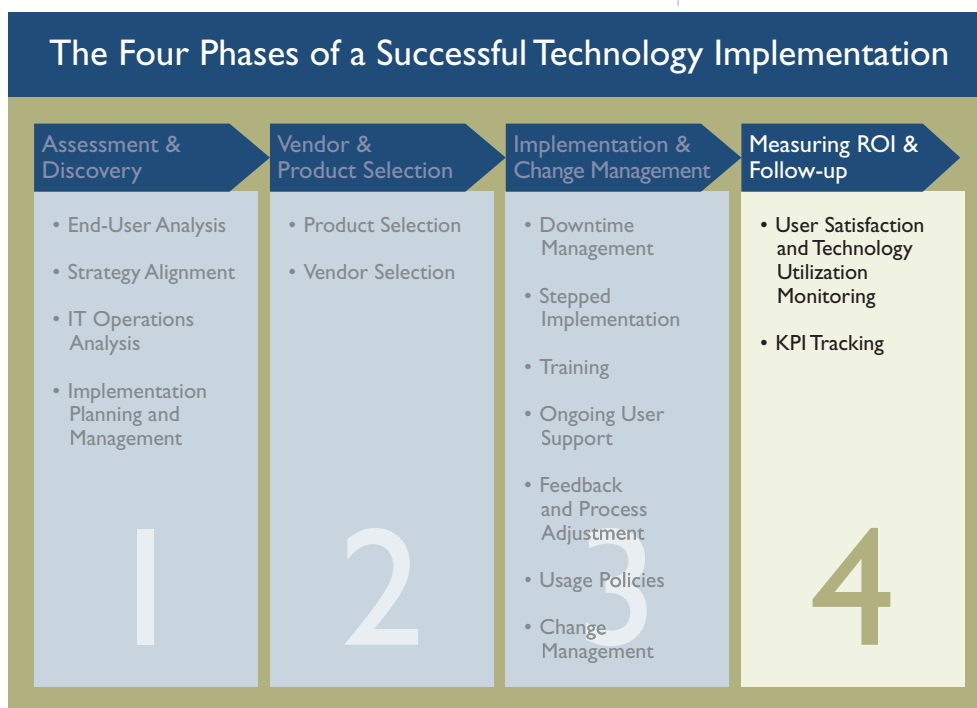 The Four Phases of a Successful Technology Implementation
Assessment &
Discovery
• End-User Analysis
• Strategy Alignment
• IT Operations
Analysis
• Implementation
Planning and
Management
1
Vendor &
Product Selection
• Product Selection
• Vendor Selection
2
Implementation &
Change Management
• Downtime
Management
• Stepped
Implementation
• Training
• Ongoing User
Support
• Feedback
and Process
Adjustment
• Usage Policies
• Change
Management
3
Measuring ROI &
Follow-up
• User Satisfaction
and Technology
Utilization
Monitoring
• KPI Tracking
4